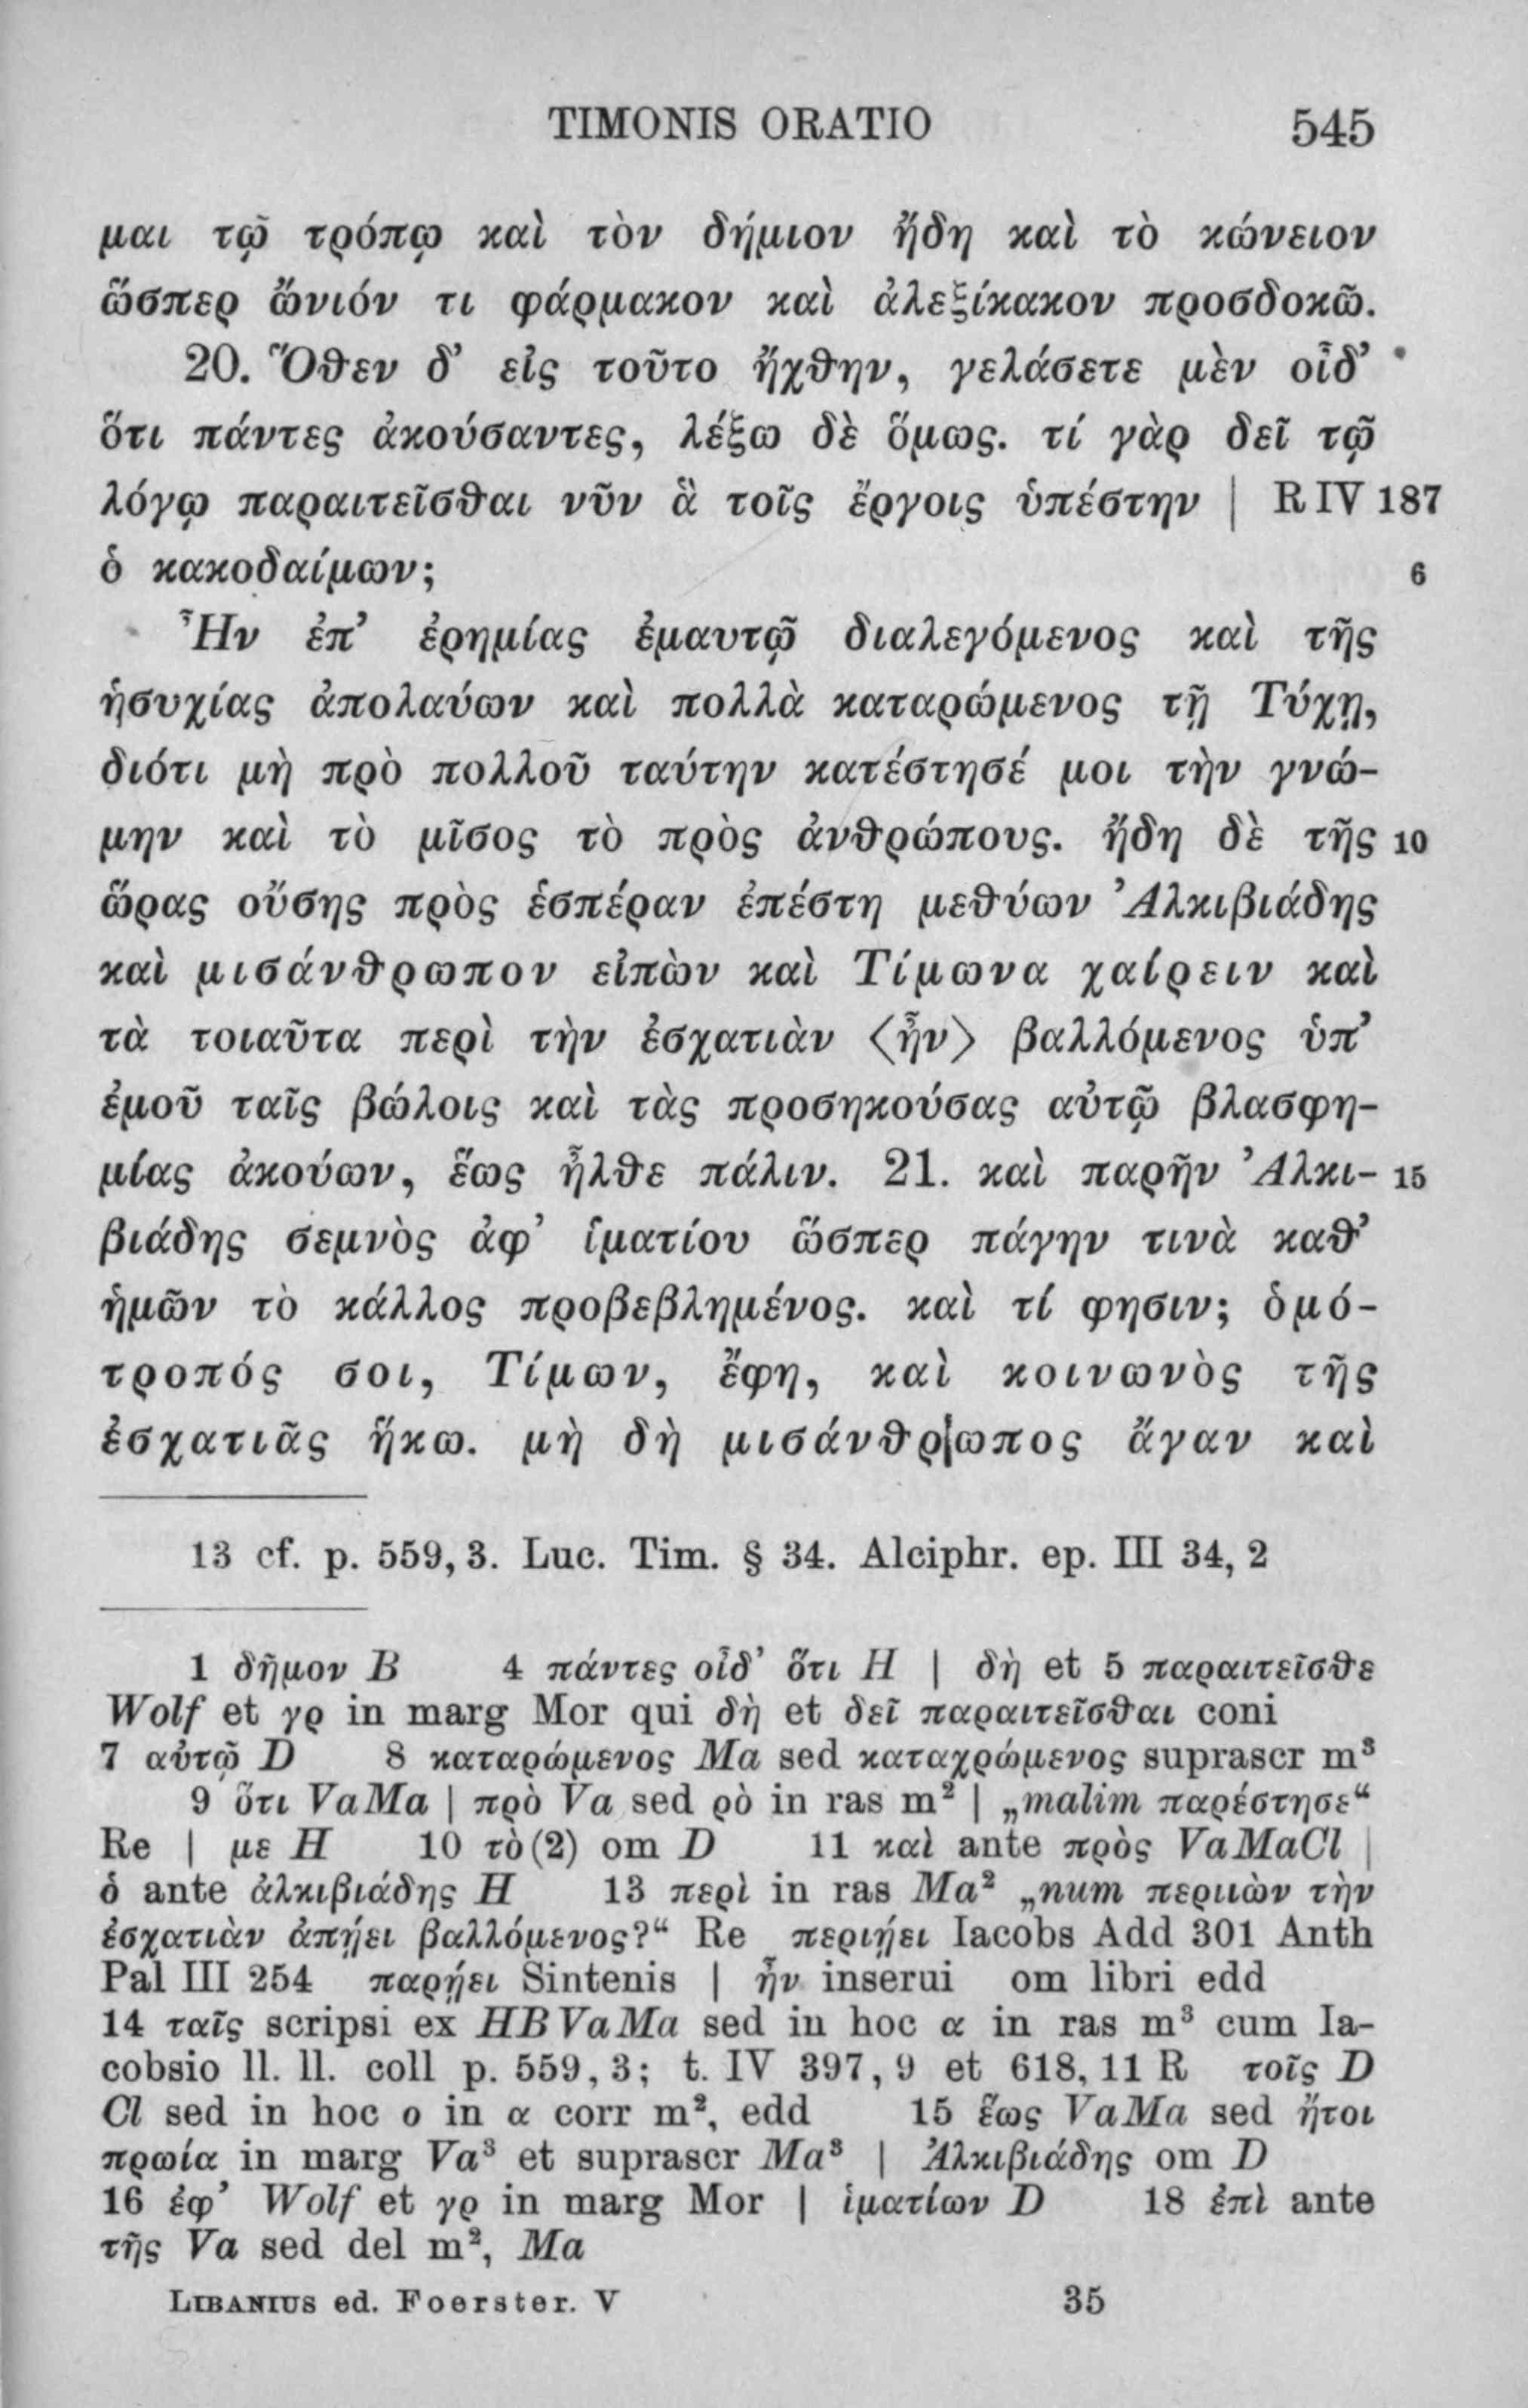 TIMONIS ORATIO 545
μαι τῷ τρόπῳ καὶ τὸν δήμιον ἤδη καὶ τὸ κώνειον
ὥσπερ ὤνιόν τι φάρμακον καὶ ἀλεξίκακον προσδοκῶ.
20. Ὅθεν δ’ εἰς τοῦτο ἤχθην, γελάσετε μὲν οἶδ’
ὅτι πάντες ἀκούσαντες, λέξω δὲ ὅμως. τί γὰρ δεῖ τῷ
λόγῳ παραιτεῖσθαι νῦν ἃ τοῖς ἔργοις ὑπέστην | R IV 187
ὁ κακοδαίμων; 6
Ἦν ἐπ’ ἐρημίας ἐμαυτῷ διαλεγόμενος καὶ τῆς
ἡσυχίας ἀπολαύων καὶ πολλὰ καταρώμενος τῇ Τύχῃ,
διότι μὴ πρὸ πολλοῦ ταύτην κατέστησέ μοι τὴν γνώ-
μην καὶ τὸ μῖσος τὸ πρὸς ἀνθρώπους. ἤδη δὲ τῆς 10
ὥρας οὔσης πρὸς ἑσπέραν ἐπέστη μεθύων Ἀλκιβιάδης
καὶ μισάνθρωπον εἰπὼν καὶ Τίμωνα χαίρειν καὶ
τὰ τοιαῦτα περὶ τὴν ἐσχατιὰν ⟨ἦν⟩ βαλλόμενος ὑπ’
ἐμοῦ ταῖς βώλοις καὶ τὰς προσηκούσας αὐτῷ βλασφη-
μίας ἀκούων, ἕως ἦλθε πάλιν. 21. καὶ παρῆν Ἀλκι- 15
βιάδης σεμνὸς ἀφ’ ἱματίου ὥσπερ πάγην τινὰ καθ’
ἡμῶν τὸ κάλλος προβεβλημένος. καὶ τί φησιν; ὁμό-
τροπός σοι, Τίμων, ἔφη, καὶ κοινωνὸς τῆς
ἐσχατιᾶς ἥκω. μὴ δὴ μισάνθρωπος ἄγαν καὶ
13 cf. p. 559, 3. Luc. Tim. § 34. Alciphr. ep. III 34, 2
1 δῆμον B 4 πάντες οἶδ’ ὅτι H | δὴ et 5 παραιτεῖσθε
Wolf et γρ in marg Mor qui δὴ et δεῖ παραιτεῖσθαι coni
7 αὐτῷ D 8 καταρώμενος Ma sed καταχρώμενος suprascr m³
9 ὅτι VaMa | πρὸ Va sed ρὸ in ras m² | „malim παρέστησε“
Re | με H 10 τὸ(2) om D 11 καὶ ante πρὸς VaMaCl |
ὁ ante ἀλκιβιάδης H 13 περὶ in ras Ma² „num περιιὼν τὴν
ἐσχατιὰν ἀπῄει βαλλόμενος?“ Re περιῄει Iacobs Add 301 Anth
Pal III 254 παρῄει Sintenis | ἦν inserui om libri edd
14 ταῖς scripsi ex HBVaMa sed in hoc α in ras m³ cum Ia-
cobsio ll. ll. coll p. 559, 3; t. IV 397, 9 et 618, 11 R τοῖς D
Cl sed in hoc ο in α corr m², edd 15 ἕως VaMa sed ἤτοι
πρωία in marg Va³ et suprascr Ma³ | Ἀλκιβιάδης om D
16 ἐφ’ Wolf et γρ in marg Mor | ἱματίων D 18 ἐπὶ ante
τῆς Va sed del m², Ma
LIBANIUS ed. Foerster. V 35